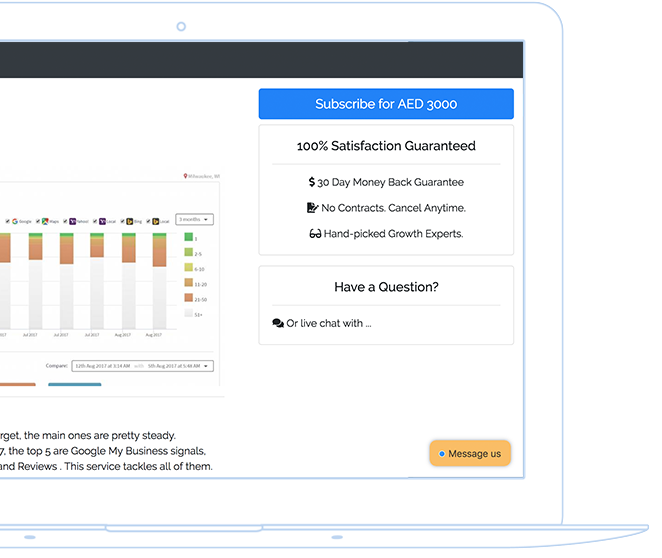 Subscribe for AED 3000
100% Satisfaction Guaranteed
30 Day Money Back Guarantee
No Contracts. Cancel Anytime.
Hand-picked Growth Experts.
Have a Question?
Or live chat with ...
Milwaukee, WI
Google Maps Yahoo! Local Bing Local 3 months
1
2-5
6-10
11-20
21-50
51+
2017 Jul 2017 Jul 2017 Jul 2017 Aug 2017 Aug 2017
Compare: 12th Aug 2017 at 3:14 AM with 5th Aug 2017 at 5:48 AM
rget, the main ones are pretty steady.
7, the top 5 are Google My Business signals,
and Reviews . This service tackles all of them.
Message us